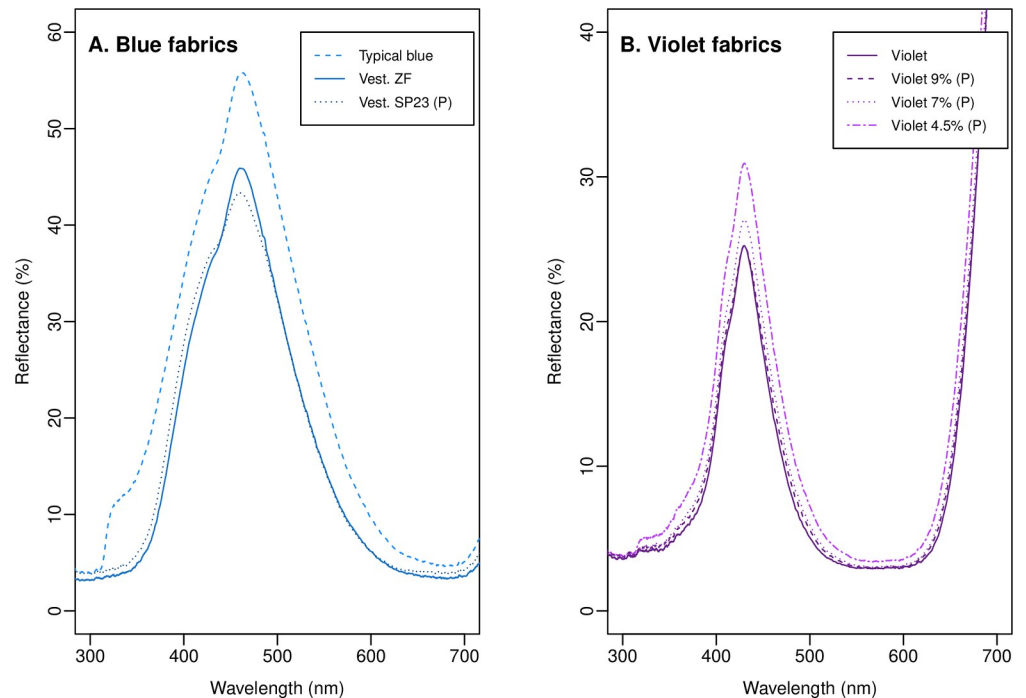 A. Blue fabrics
Typical blue
Vest. ZF
Vest. SP23 (P)
60
50
40
30
20
10
0
Reflectance (%)
300 400 500 600 700
Wavelength (nm)
B. Violet fabrics
Violet
Violet 9% (P)
Violet 7% (P)
Violet 4.5% (P)
40
30
20
10
0
Reflectance (%)
300 400 500 600 700
Wavelength (nm)